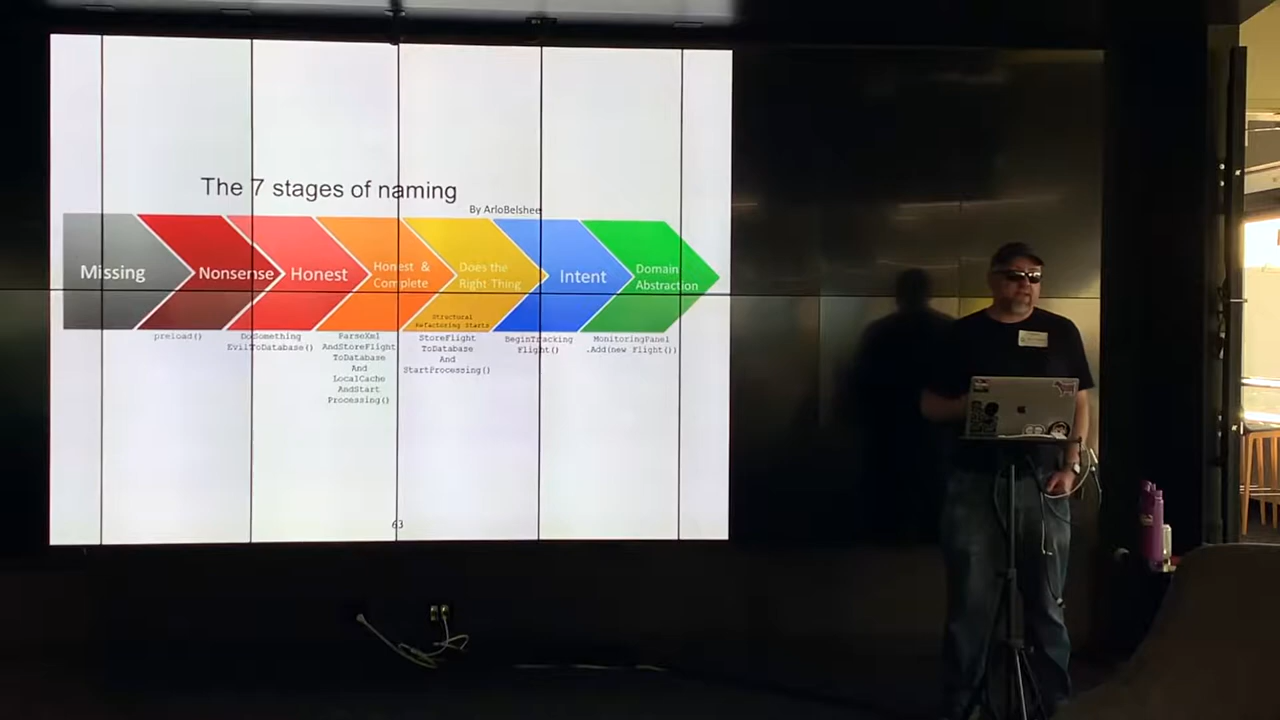 The 7 stages of naming
By ArloBelshee
Missing
Nonsense
Honest
Honest &
Complete
Does the
Right Thing
Intent
Domain
Abstraction
Structural
Refactoring Starts
preload()
DoSomething
EvilToDatabase()
ParseXml
AndStoreFlight
ToDatabase
And
LocalCache
AndStart
Processing()
StoreFlight
ToDatabase
And
StartProcessing()
BeginTracking
Flight()
MonitoringPanel
.Add(new Flight())
63